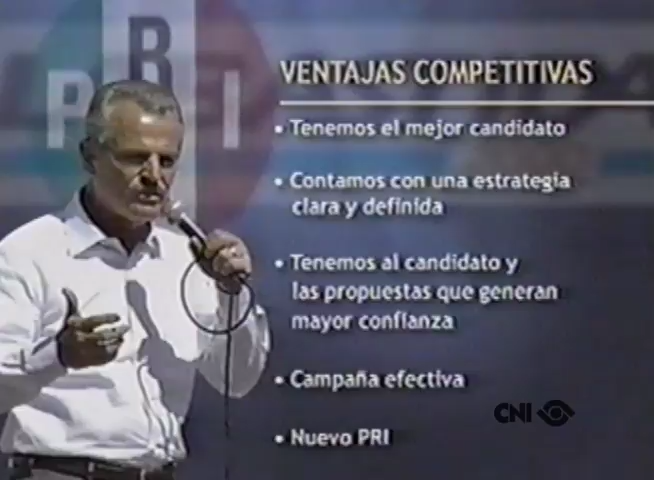 PRI
VENTAJAS COMPETITIVAS
• Tenemos el mejor candidato
• Contamos con una estrategia
clara y definida
• Tenemos al candidato y
las propuestas que generan
mayor confianza
• Campaña efectiva
CNI
• Nuevo PRI